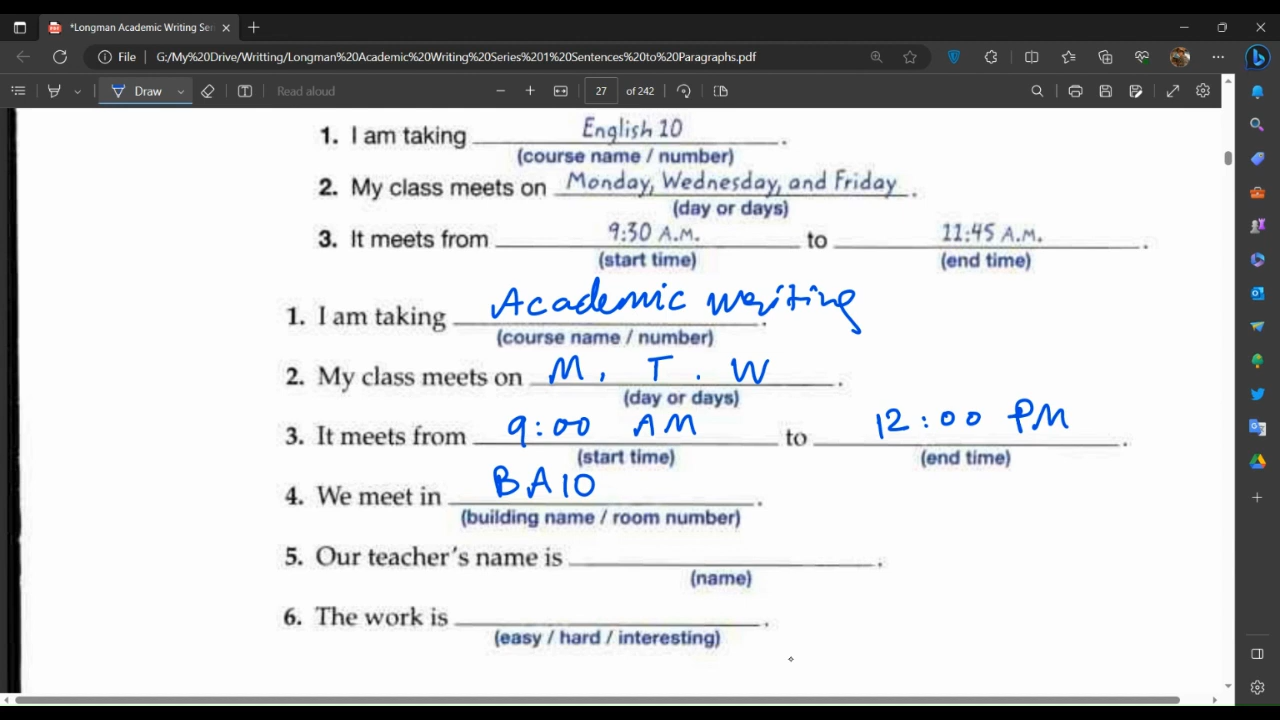 *Longman Academic Writing Ser
File G:/My%20Drive/Writting/Longman%20Academic%20Writing%20Series%201%20Sentences%20to%20Paragraphs.pdf
Draw Read aloud 27 of 242
1. I am taking English 10.
(course name / number)
2. My class meets on Monday, Wednesday, and Friday.
(day or days)
3. It meets from 9:30 A.M. to 11:45 A.M.
(start time) (end time)
1. I am taking Academic writing.
(course name / number)
2. My class meets on M, T. W.
(day or days)
3. It meets from 9:00 AM to 12:00 PM.
(start time) (end time)
4. We meet in BA10.
(building name / room number)
5. Our teacher's name is ____.
(name)
6. The work is ____.
(easy / hard / interesting)